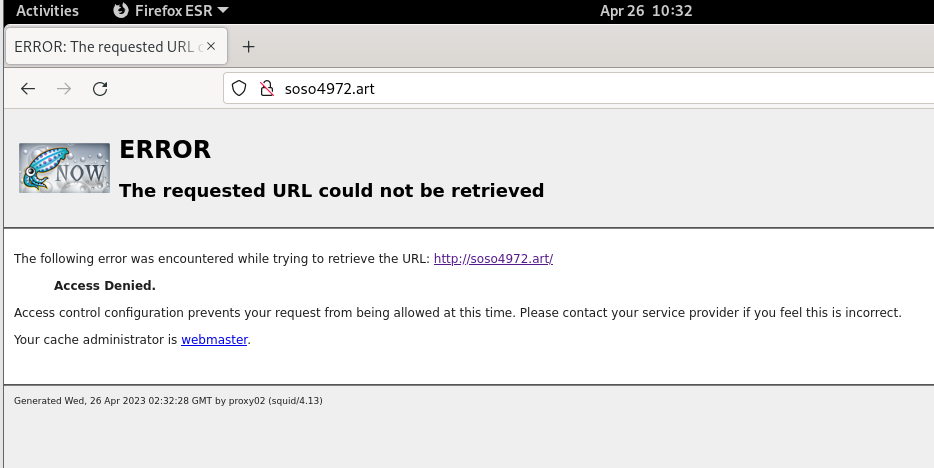 Activities Firefox ESR Apr 26 10:32
ERROR: The requested URL
soso4972.art
NOW
ERROR
The requested URL could not be retrieved
The following error was encountered while trying to retrieve the URL: http://soso4972.art/
Access Denied.
Access control configuration prevents your request from being allowed at this time. Please contact your service provider if you feel this is incorrect.
Your cache administrator is webmaster.
Generated Wed, 26 Apr 2023 02:32:28 GMT by proxy02 (squid/4.13)